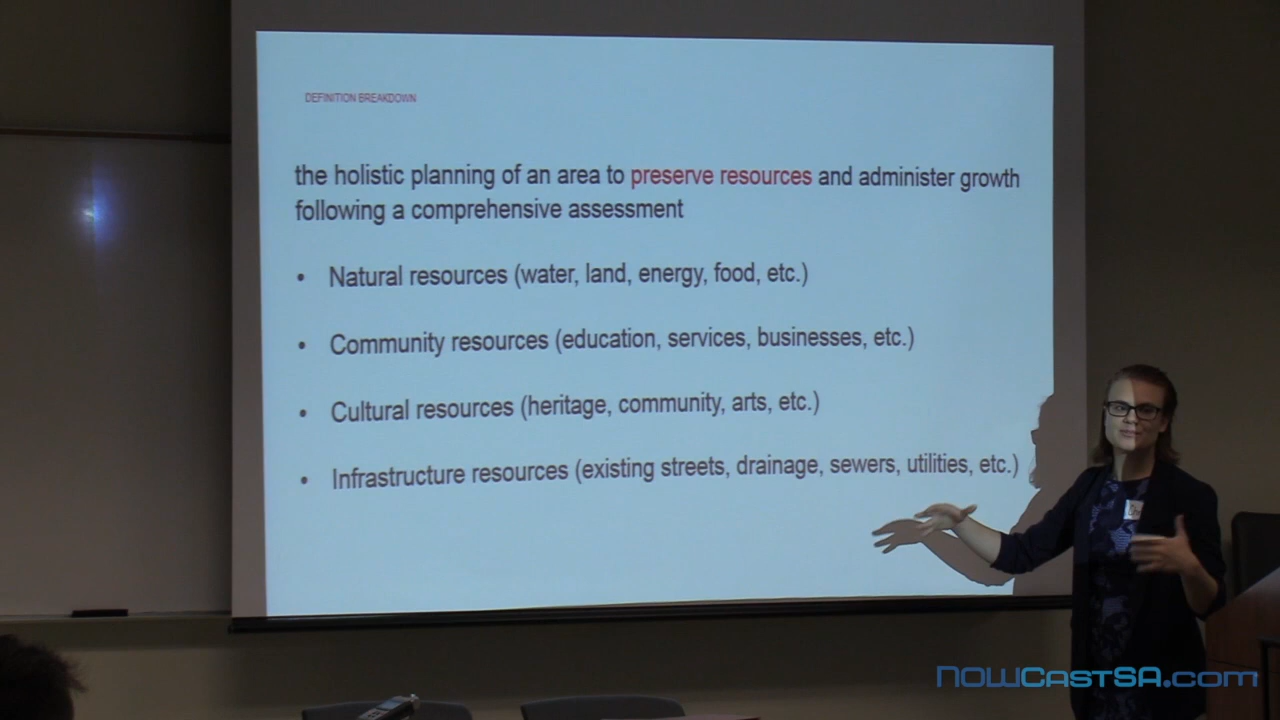 DEFINITION BREAKDOWN
the holistic planning of an area to preserve resources and administer growth
following a comprehensive assessment
• Natural resources (water, land, energy, food, etc.)
• Community resources (education, services, businesses, etc.)
• Cultural resources (heritage, community, arts, etc.)
• Infrastructure resources (existing streets, drainage, sewers, utilities, etc.)
NOWCastSA.com